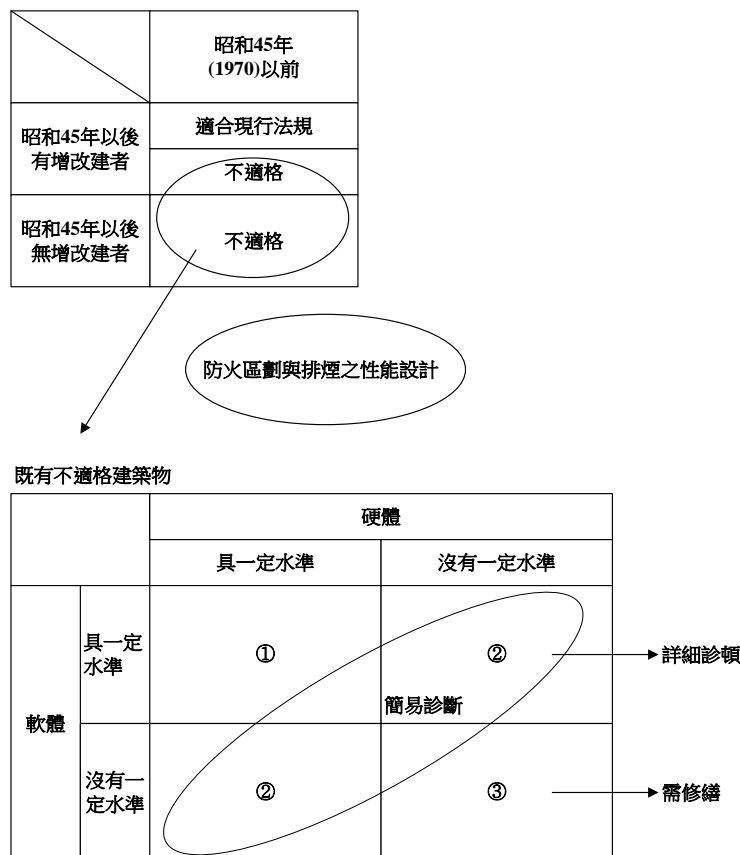 昭和45年
(1970)以前
昭和45年以後
有增改建者
適合現行法規
不適格
昭和45年以後
無增改建者
不適格
防火區劃與排煙之性能設計
既有不適格建築物
硬體
具一定水準
沒有一定水準
軟體
具一定
水準
①
②
詳細診頓
簡易診斷
沒有一
定水準
②
③
需修繕